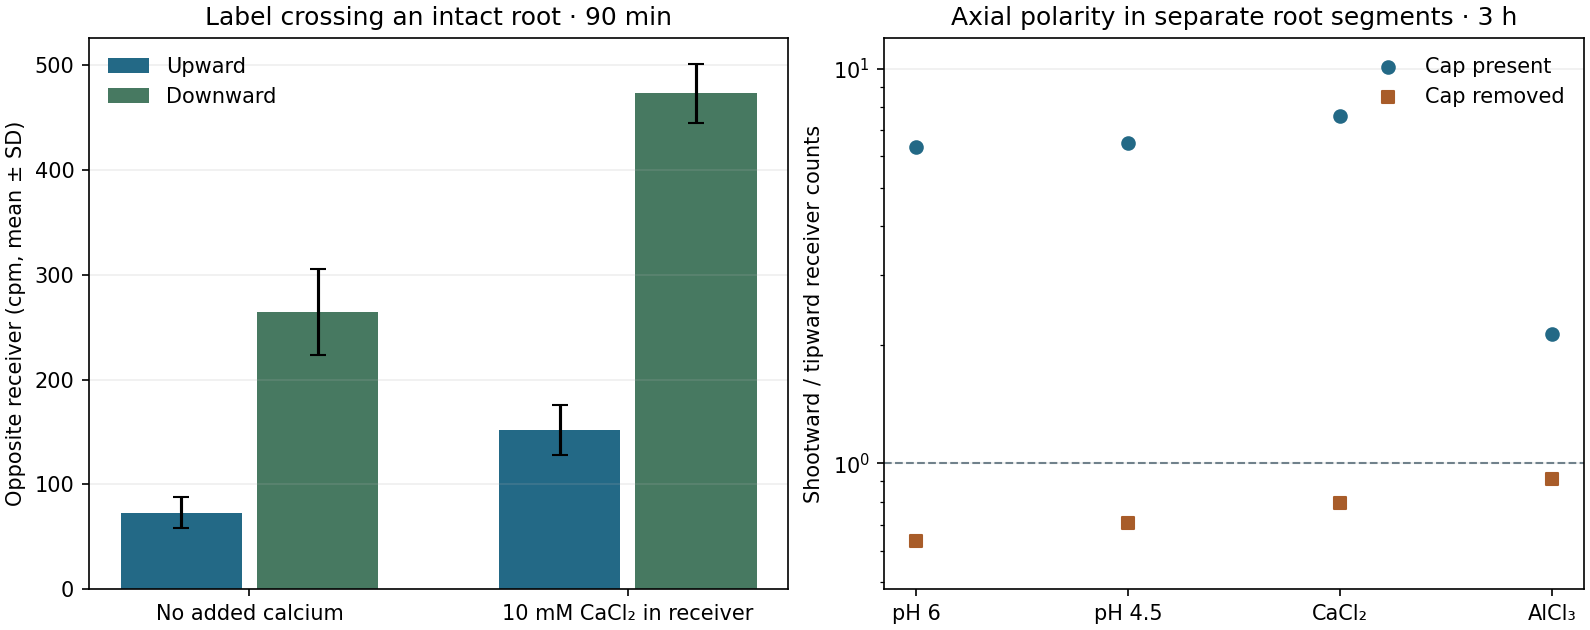 Label crossing an intact root · 90 min
Opposite receiver (cpm, mean ± SD)
500
400
300
200
100
0
Upward
Downward
No added calcium
10 mM CaCl₂ in receiver
Axial polarity in separate root segments · 3 h
Shootward / tipward receiver counts
10¹
10⁰
Cap present
Cap removed
pH 6
pH 4.5
CaCl₂
AlCl₃